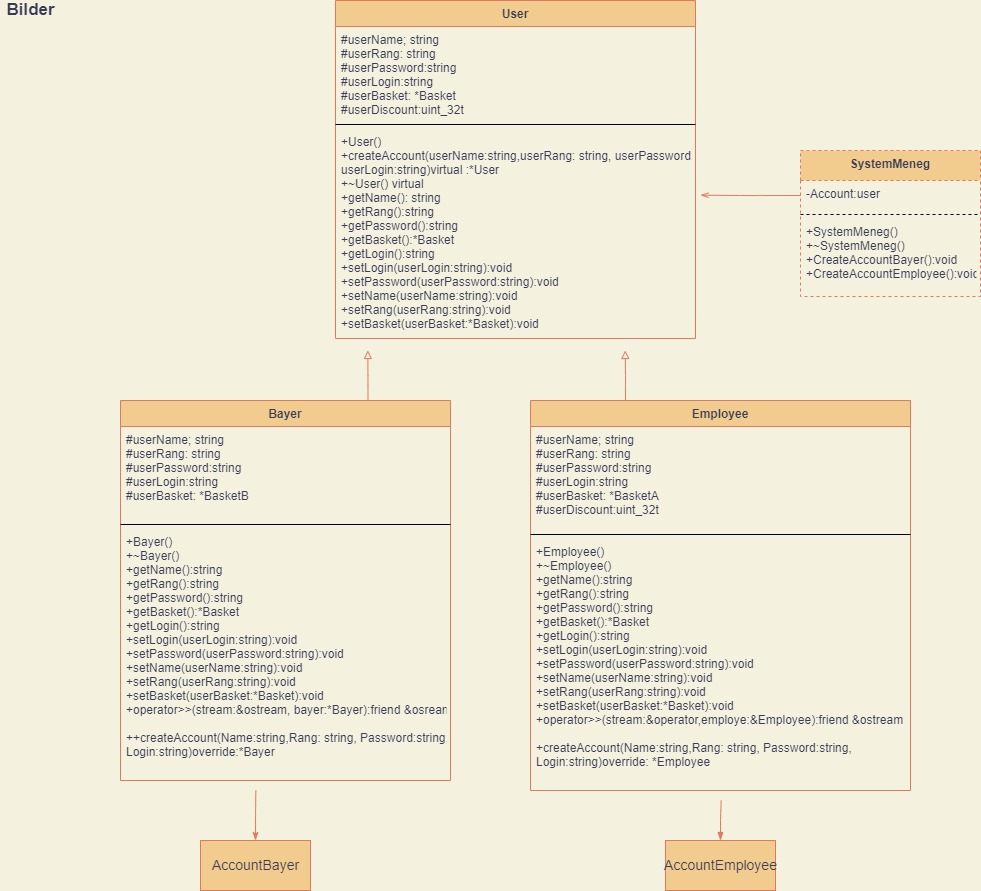 Bilder
User
#userName; string
#userRang: string
#userPassword:string
#userLogin:string
#userBasket: *Basket
#userDiscount:uint_32t
+User()
+createAccount(userName:string,userRang: string, userPassword
userLogin:string)virtual :*User
+~User() virtual
+getName(): string
+getRang():string
+getPassword():string
+getBasket():*Basket
+getLogin():string
+setLogin(userLogin:string):void
+setPassword(userPassword:string):void
+setName(userName:string):void
+setRang(userRang:string):void
+setBasket(userBasket:*Basket):void
SystemMeneg
-Account:user
+SystemMeneg()
+~SystemMeneg()
+CreateAccountBayer():void
+CreateAccountEmployee():voic
Bayer
#userName; string
#userRang: string
#userPassword:string
#userLogin:string
#userBasket: *BasketB
+Bayer()
+~Bayer()
+getName():string
+getRang():string
+getPassword():string
+getBasket():*Basket
+getLogin():string
+setLogin(userLogin:string):void
+setPassword(userPassword:string):void
+setName(userName:string):void
+setRang(userRang:string):void
+setBasket(userBasket:*Basket):void
+operator>>(stream:&ostream, bayer:*Bayer):friend &osrean
++createAccount(Name:string,Rang: string, Password:string
Login:string)override:*Bayer
Employee
#userName; string
#userRang: string
#userPassword:string
#userLogin:string
#userBasket: *BasketA
#userDiscount:uint_32t
+Employee()
+~Employee()
+getName():string
+getRang():string
+getPassword():string
+getBasket():*Basket
+getLogin():string
+setLogin(userLogin:string):void
+setPassword(userPassword:string):void
+setName(userName:string):void
+setRang(userRang:string):void
+setBasket(userBasket:*Basket):void
+operator>>(stream:&operator,employe:&Employee):friend &ostream
+createAccount(Name:string,Rang: string, Password:string,
Login:string)override: *Employee
AccountBayer
AccountEmployee